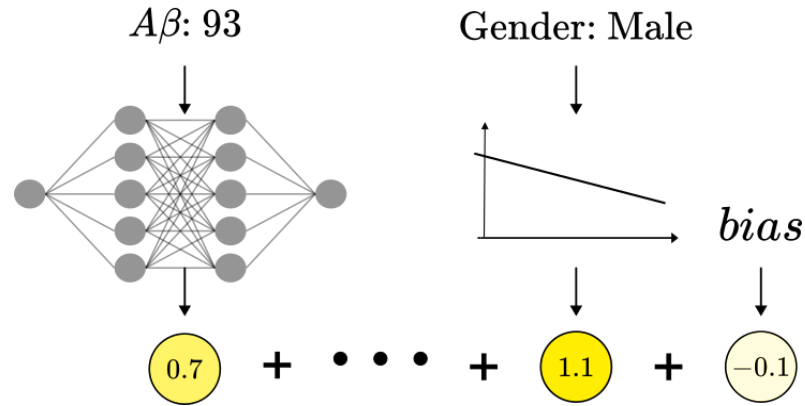 Aβ: 93
Gender: Male
bias
0.7 + • • • + 1.1 + −0.1